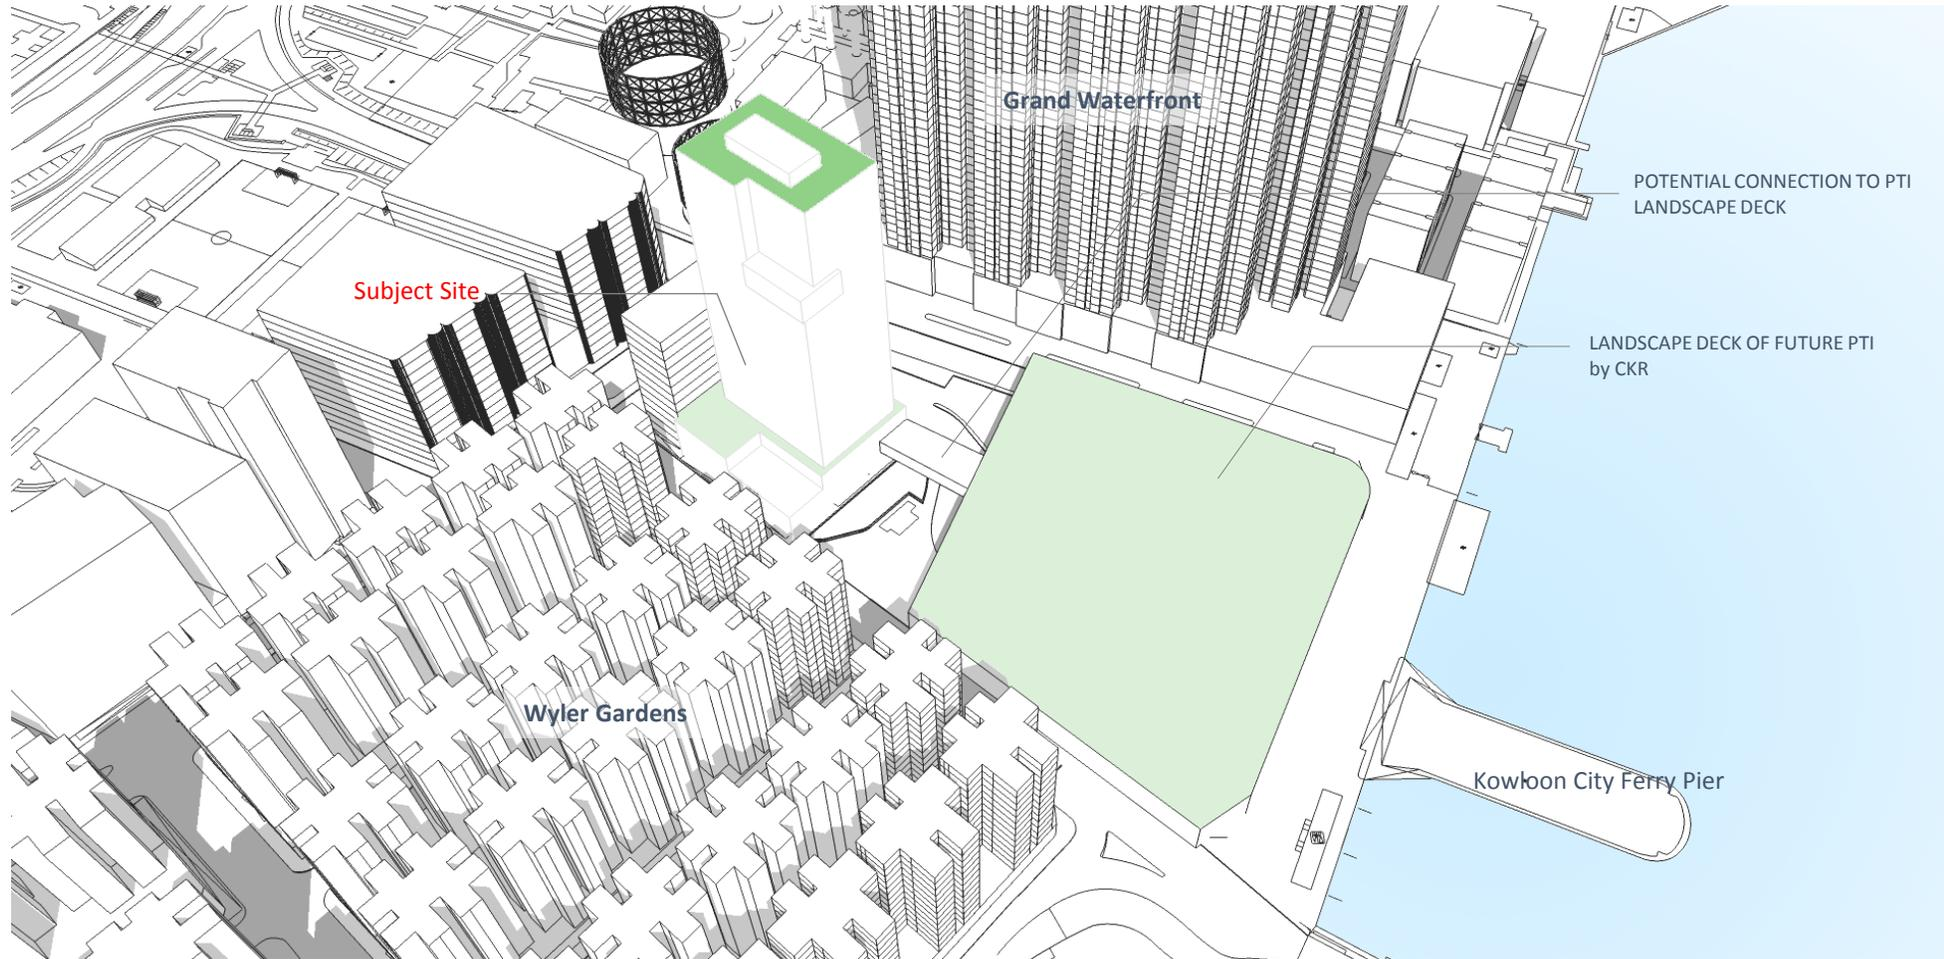 Grand Waterfront
POTENTIAL CONNECTION TO PTI
LANDSCAPE DECK
Subject Site
LANDSCAPE DECK OF FUTURE PTI
by CKR
Wyler Gardens
Kowloon City Ferry Pier